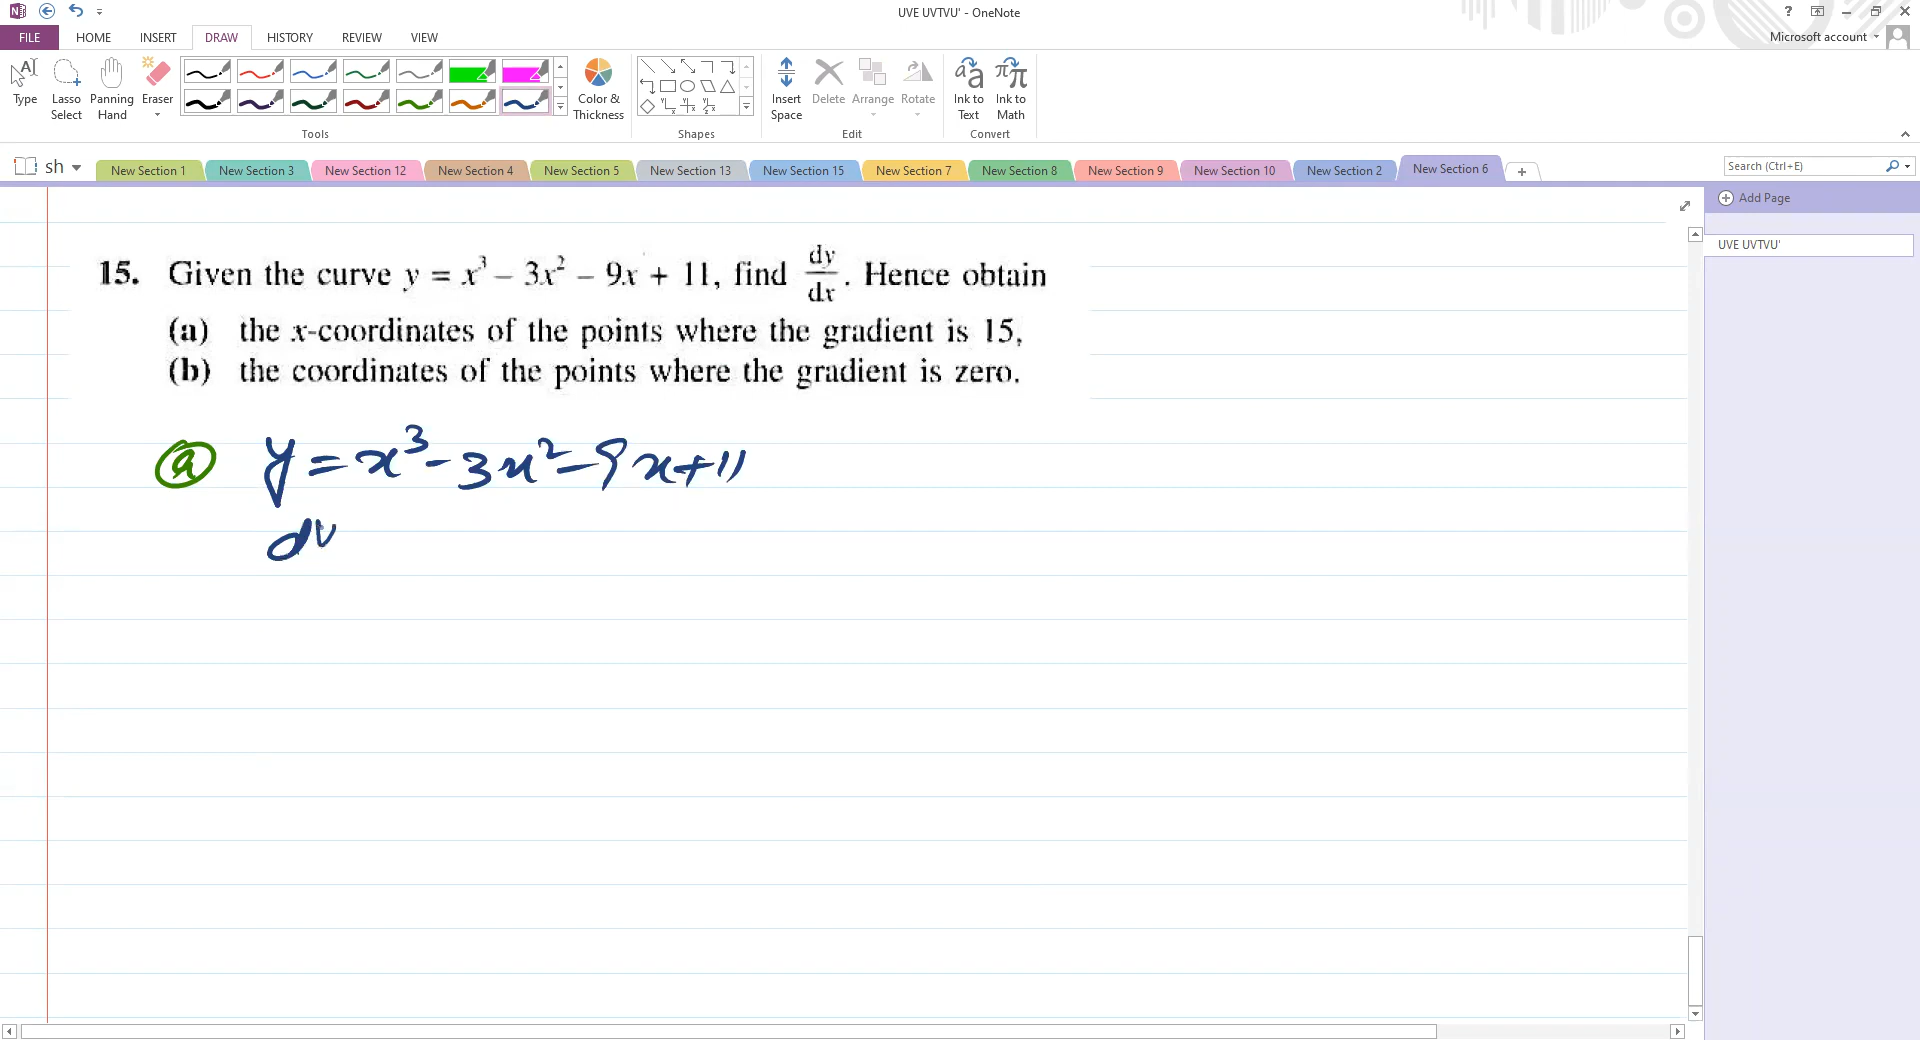 UVE UVTVU' - OneNote
FILE HOME INSERT DRAW HISTORY REVIEW VIEW
Microsoft account
Type
Lasso Select
Panning Hand
Eraser
Color & Thickness
Insert Space
Delete
Arrange
Rotate
Ink to Text
Ink to Math
Tools
Shapes
Edit
Convert
sh
New Section 1 New Section 3 New Section 12 New Section 4 New Section 5 New Section 13 New Section 15 New Section 7 New Section 8 New Section 9 New Section 10 New Section 2 New Section 6
Search (Ctrl+E)
Add Page
UVE UVTVU'
15. Given the curve y = x³ − 3x² − 9x + 11, find dy/dx. Hence obtain
(a) the x-coordinates of the points where the gradient is 15,
(b) the coordinates of the points where the gradient is zero.
(a) y = x³ - 3x² - 9x + 11